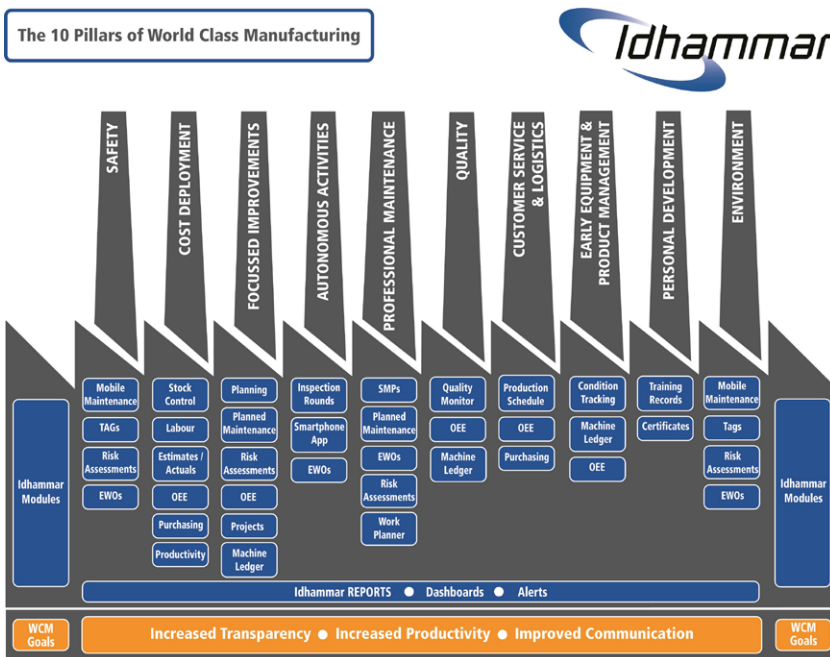 The 10 Pillars of World Class Manufacturing
Idhammar
SAFETY
COST DEPLOYMENT
FOCUSSED IMPROVEMENTS
AUTONOMOUS ACTIVITIES
PROFESSIONAL MAINTENANCE
QUALITY
CUSTOMER SERVICE
& LOGISTICS
EARLY EQUIPMENT &
PRODUCT MANAGEMENT
PERSONAL DEVELOPMENT
ENVIRONMENT
Idhammar
Modules
Mobile
Maintenance
TAGs
Risk
Assessments
EWOs
Stock
Control
Labour
Estimates /
Actuals
OEE
Purchasing
Productivity
Planning
Planned
Maintenance
Risk
Assessments
OEE
Projects
Machine
Ledger
Inspection
Rounds
Smartphone
App
EWOs
SMPs
Planned
Maintenance
EWOs
Risk
Assessments
Work
Planner
Quality
Monitor
OEE
Machine
Ledger
Production
Schedule
OEE
Purchasing
Condition
Tracking
Machine
Ledger
OEE
Training
Records
Certificates
Mobile
Maintenance
Tags
Risk
Assessments
EWOs
Idhammar
Modules
Idhammar REPORTS ● Dashboards ● Alerts
WCM
Goals
Increased Transparency ● Increased Productivity ● Improved Communication
WCM
Goals